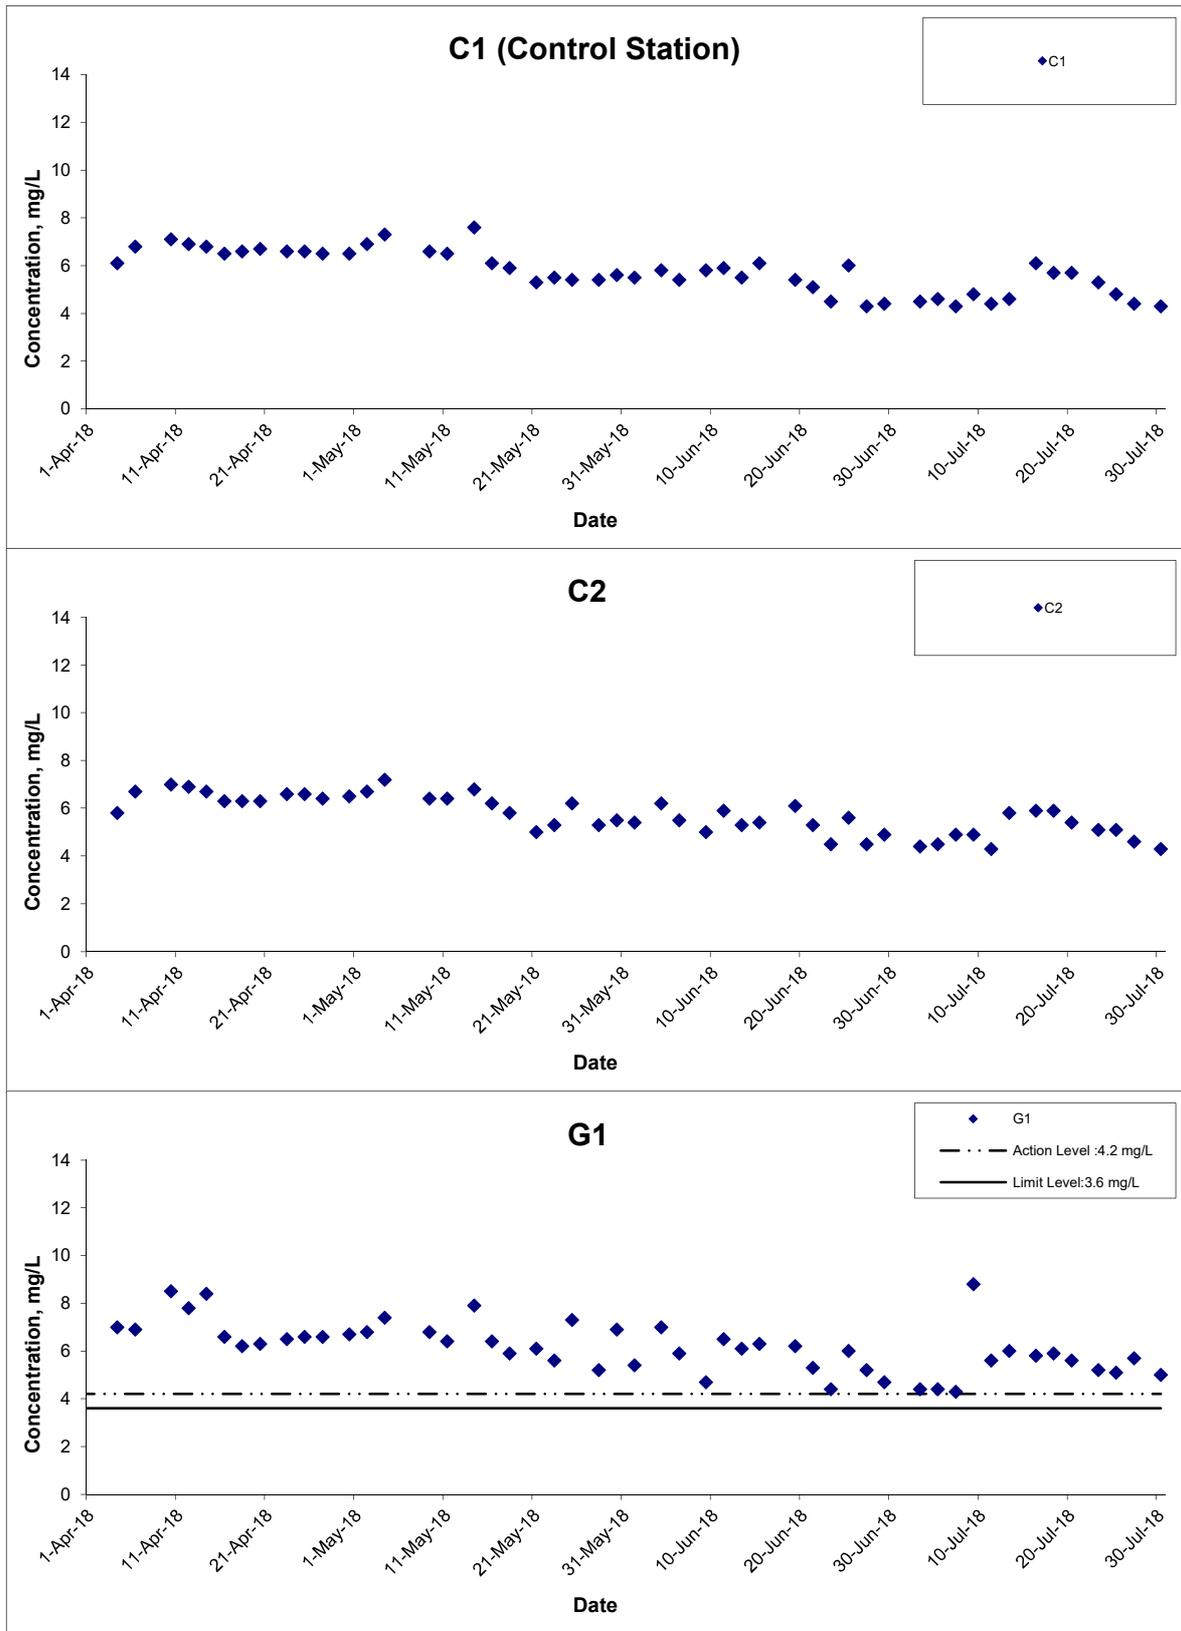 C1 (Control Station)
C1
14
12
10
8
6
4
2
0
Concentration, mg/L
1-Apr-18
11-Apr-18
21-Apr-18
1-May-18
11-May-18
21-May-18
31-May-18
10-Jun-18
20-Jun-18
30-Jun-18
10-Jul-18
20-Jul-18
30-Jul-18
Date
C2
C2
14
12
10
8
6
4
2
0
Concentration, mg/L
1-Apr-18
11-Apr-18
21-Apr-18
1-May-18
11-May-18
21-May-18
31-May-18
10-Jun-18
20-Jun-18
30-Jun-18
10-Jul-18
20-Jul-18
30-Jul-18
Date
G1
G1
Action Level :4.2 mg/L
Limit Level:3.6 mg/L
14
12
10
8
6
4
2
0
Concentration, mg/L
1-Apr-18
11-Apr-18
21-Apr-18
1-May-18
11-May-18
21-May-18
31-May-18
10-Jun-18
20-Jun-18
30-Jun-18
10-Jul-18
20-Jul-18
30-Jul-18
Date